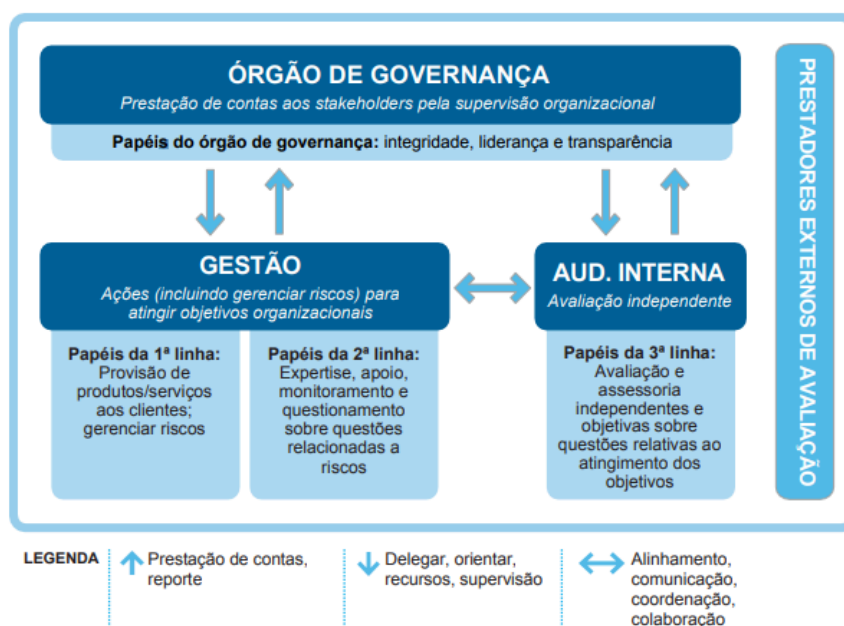 ÓRGÃO DE GOVERNANÇA
Prestação de contas aos stakeholders pela supervisão organizacional
Papéis do órgão de governança: integridade, liderança e transparência
GESTÃO
Ações (incluindo gerenciar riscos) para
atingir objetivos organizacionais
Papéis da 1ª linha:
Provisão de
produtos/serviços
aos clientes;
gerenciar riscos
Papéis da 2ª linha:
Expertise, apoio,
monitoramento e
questionamento
sobre questões
relacionadas a
riscos
AUD. INTERNA
Avaliação independente
Papéis da 3ª linha:
Avaliação e
assessoria
independentes e
objetivas sobre
questões relativas ao
atingimento dos
objetivos
PRESTADORES EXTERNOS DE AVALIAÇÃO
LEGENDA
Prestação de contas,
reporte
Delegar, orientar,
recursos, supervisão
Alinhamento,
comunicação,
coordenação,
colaboração